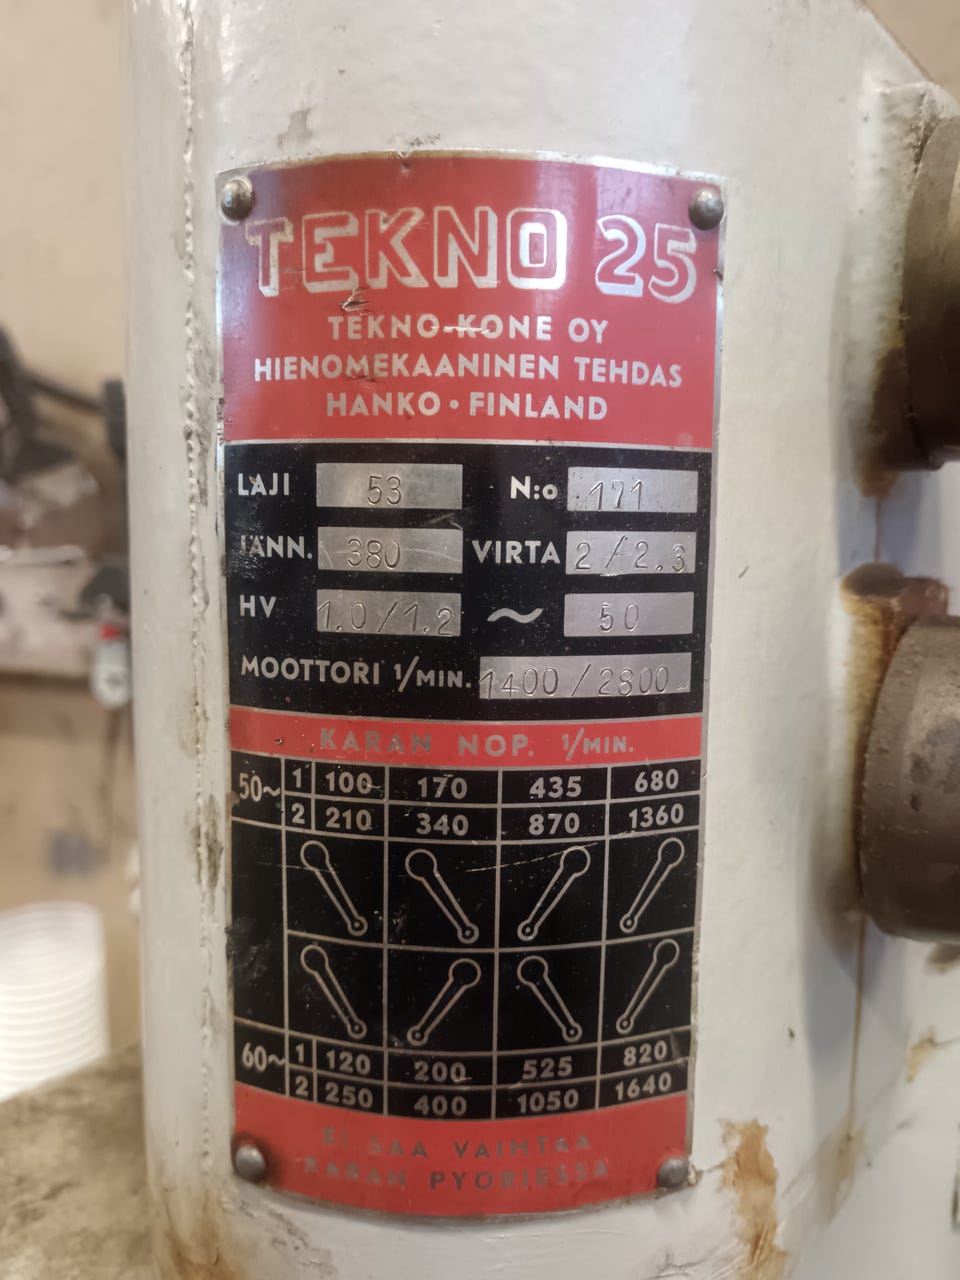 TEKNO 25
TEKNO-KONE OY
HIENOMEKAANINEN TEHDAS
HANKO • FINLAND
LAJI 53 N:o 171
JÄNN. 380 VIRTA 2/2.3
HV 1.0/1.2 ~ 50
MOOTTORI 1/MIN. 1400/2800
KARAN NOP. 1/MIN.
50~ 1 100 170 435 680
2 210 340 870 1360
60~ 1 120 200 525 820
2 250 400 1050 1640
EI SAA VAIHTAA
KARAN PYÖRIESSÄ